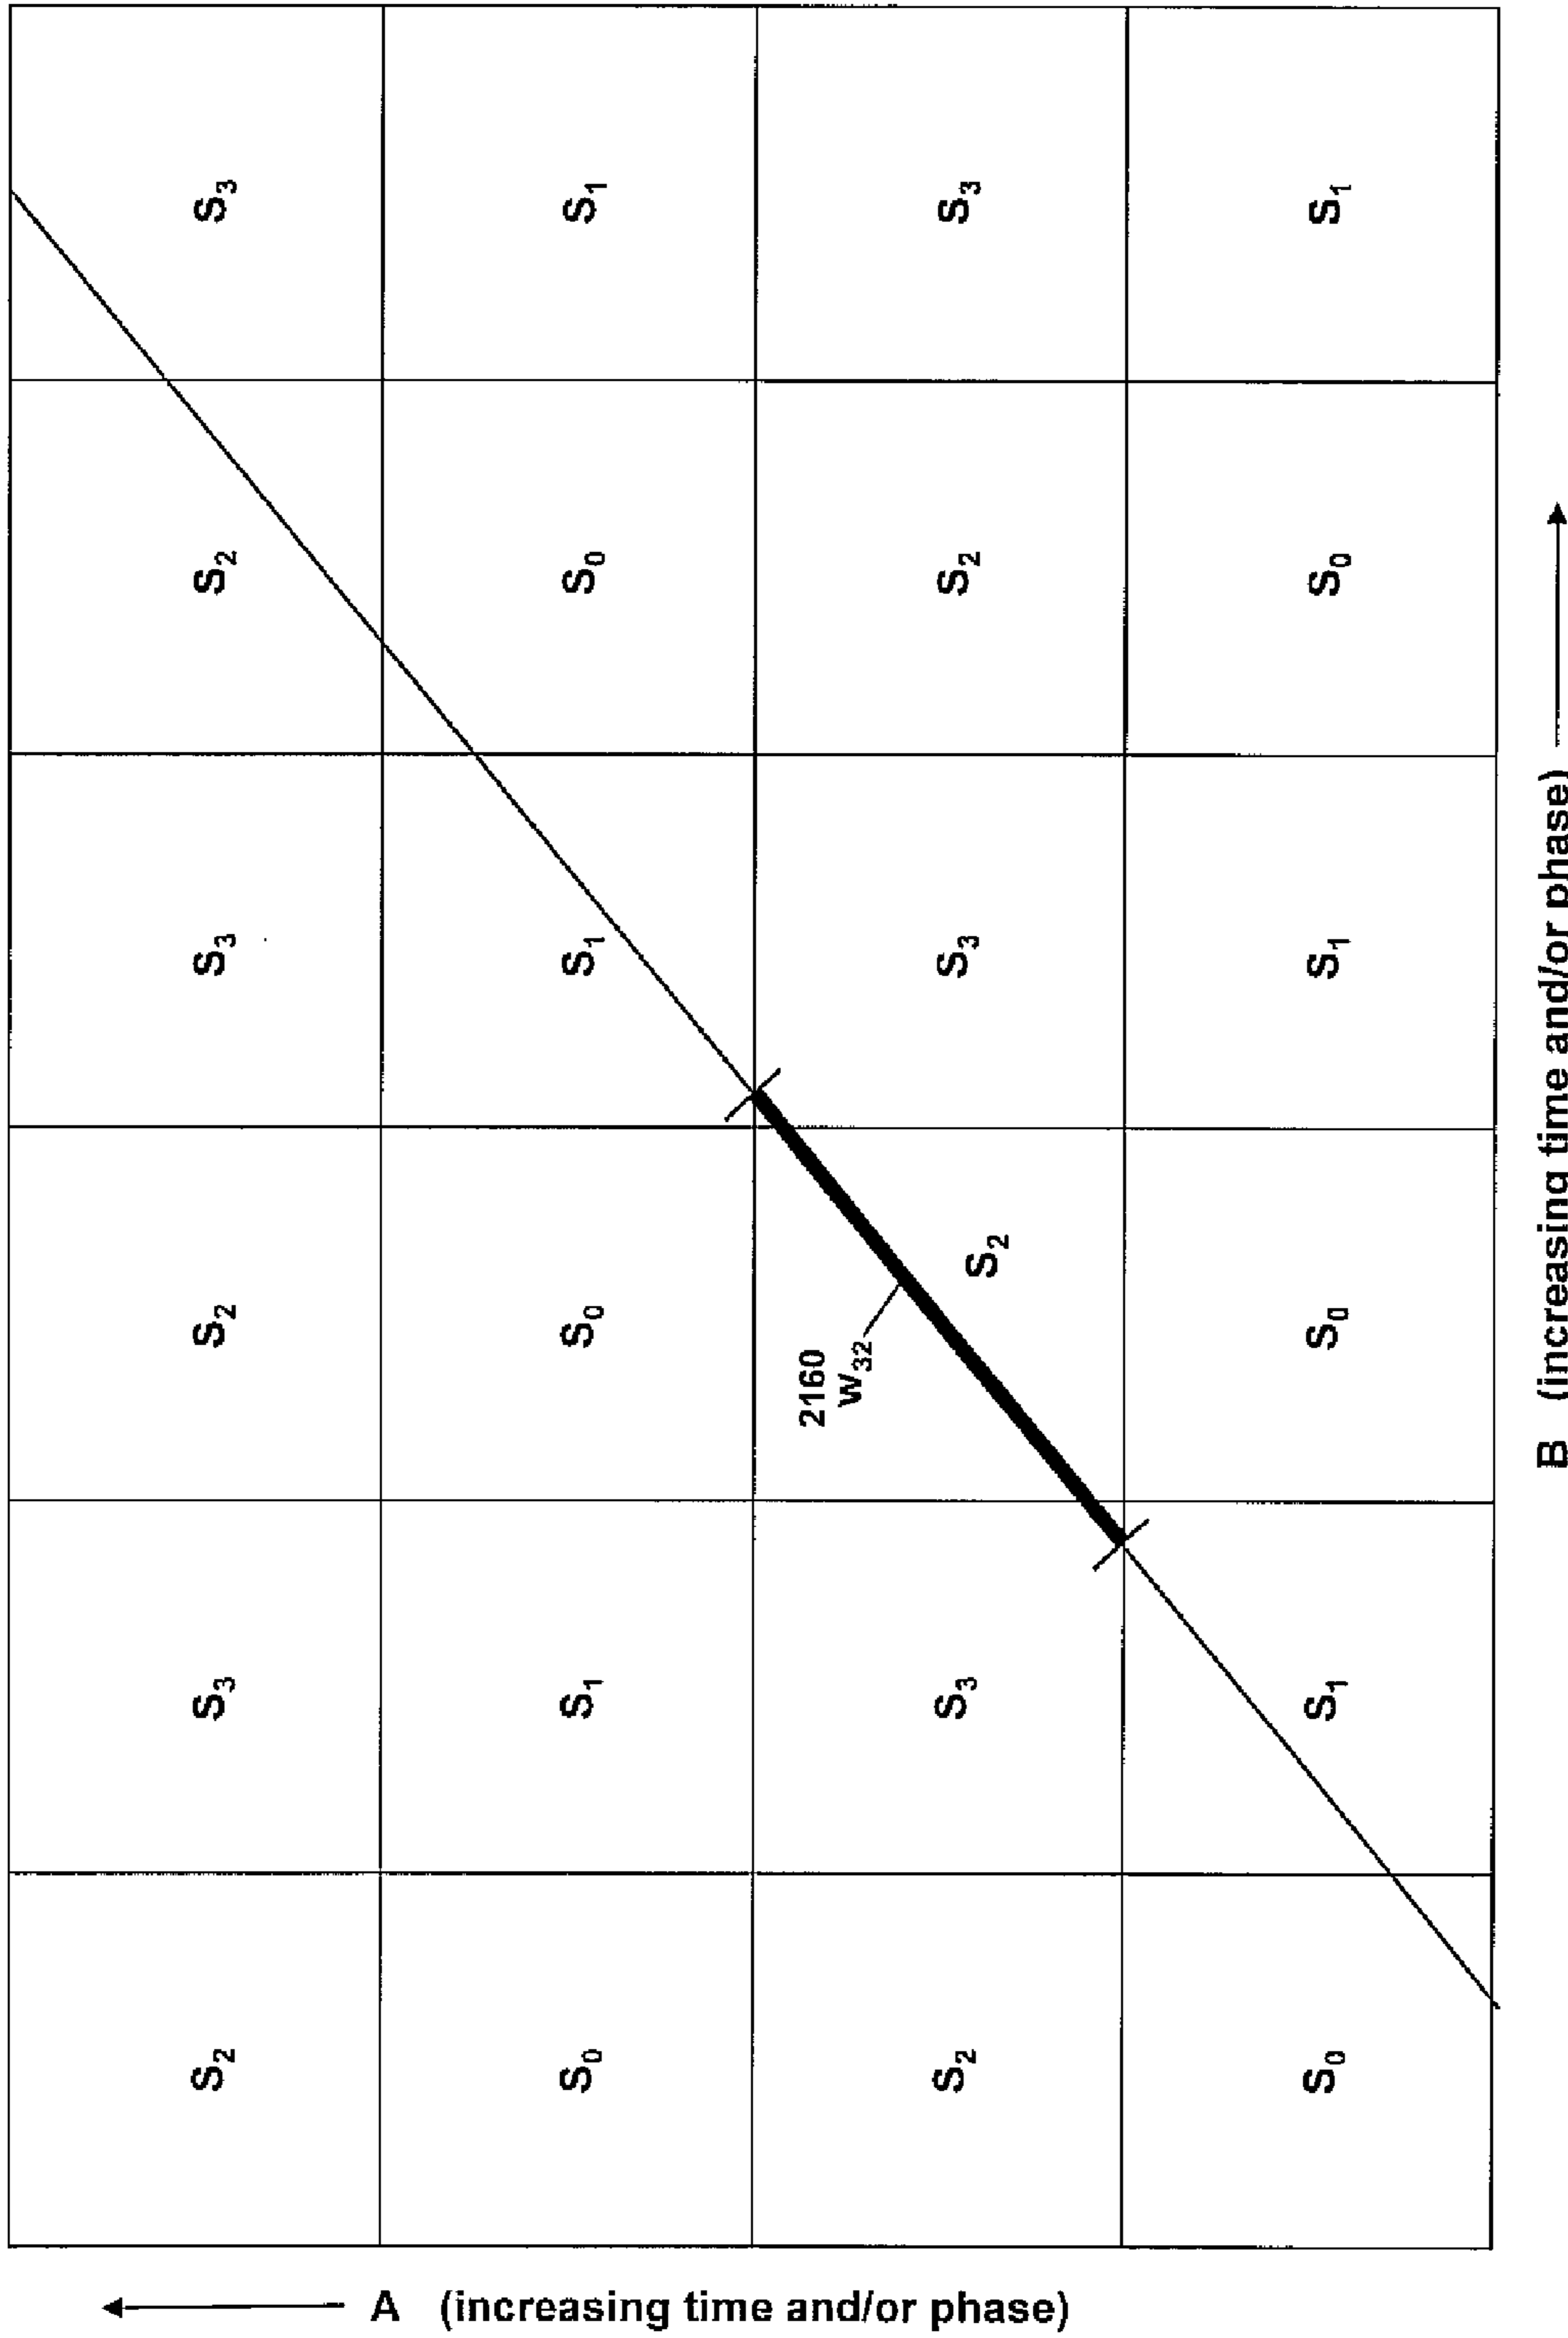 A (increasing time and/or phase)
S₂ S₃ S₂ S₃ S₂ S₃
S₀ S₁ S₀ S₁ S₀ S₁
2160
W₃₂
S₂ S₃ S₂ S₃ S₂ S₃
S₀ S₁ S₀ S₁ S₀ S₁
B (increasing time and/or phase)